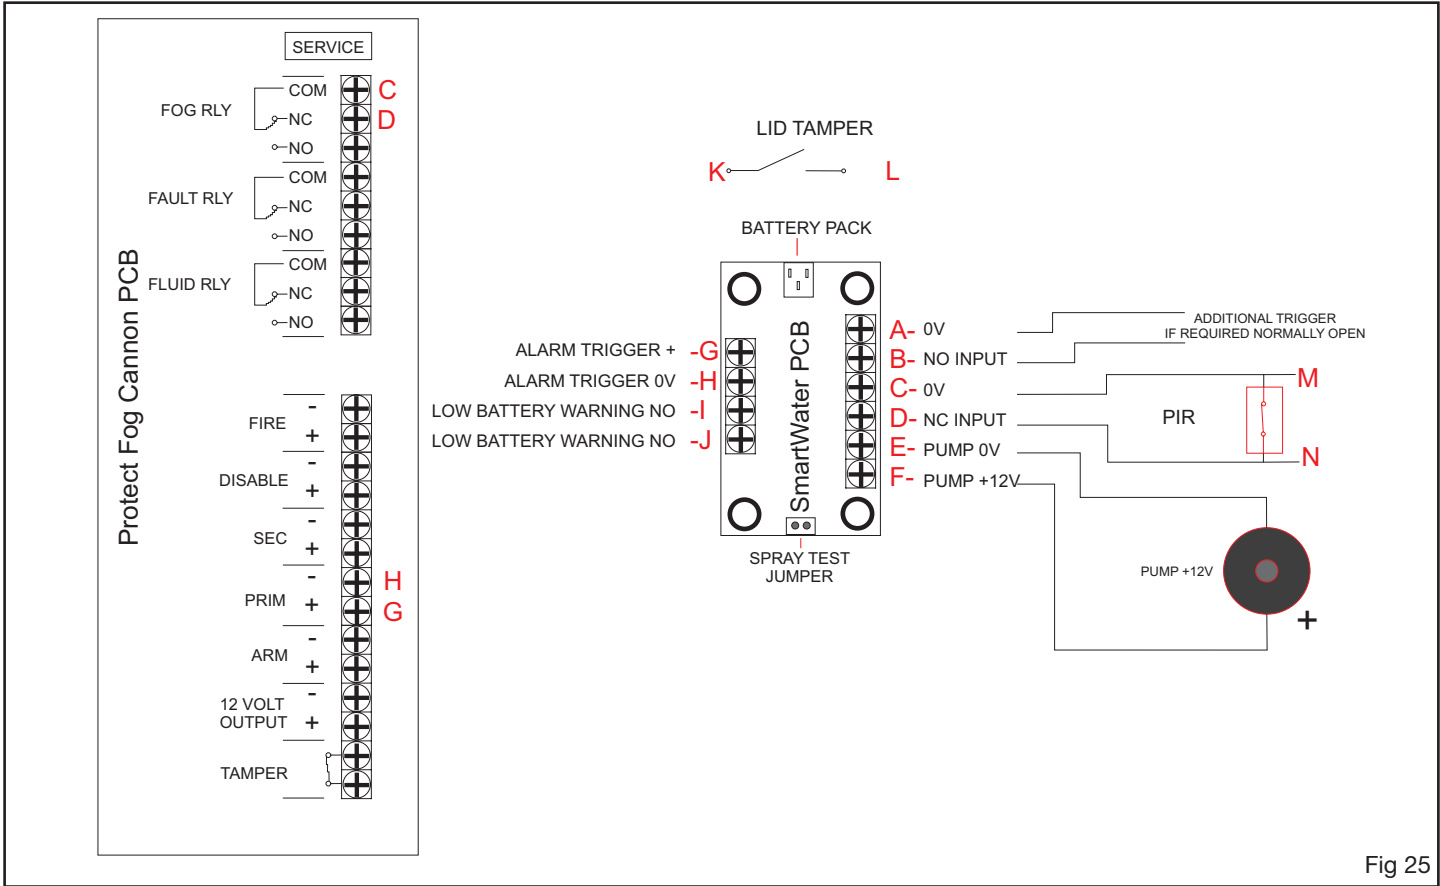 SERVICE
FOG RLY
COM
NC
NO
C
D
FAULT RLY
COM
NC
NO
FLUID RLY
COM
NC
NO
Protect Fog Cannon PCB
FIRE
-
+
DISABLE
-
+
SEC
-
+
PRIM
-
+
H
G
ARM
-
+
12 VOLT
OUTPUT
-
+
TAMPER
LID TAMPER
K
L
BATTERY PACK
SmartWater PCB
ALARM TRIGGER + -G
ALARM TRIGGER 0V -H
LOW BATTERY WARNING NO -I
LOW BATTERY WARNING NO -J
A- 0V
B- NO INPUT
C- 0V
D- NC INPUT
E- PUMP 0V
F- PUMP +12V
SPRAY TEST
JUMPER
ADDITIONAL TRIGGER
IF REQUIRED NORMALLY OPEN
M
PIR
N
PUMP +12V
+
Fig 25